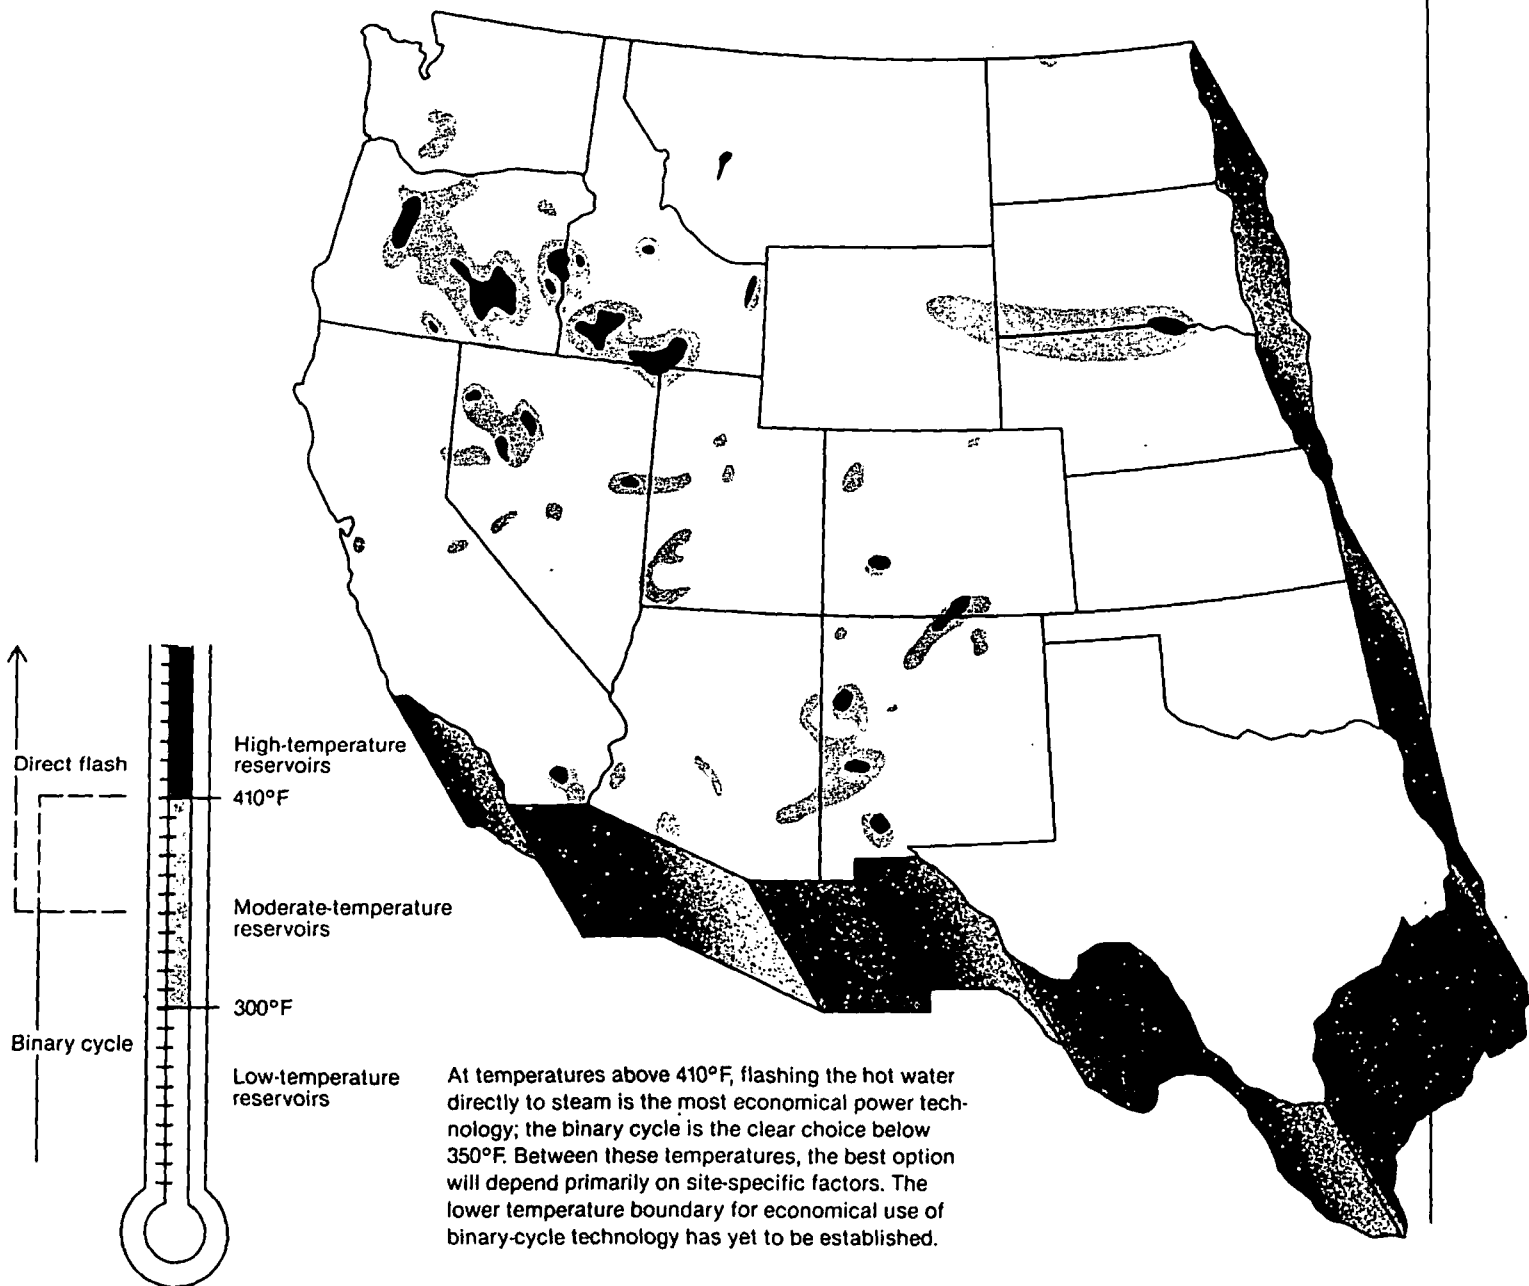 Direct flash
High-temperature
reservoirs
410°F
Moderate-temperature
reservoirs
300°F
Binary cycle
Low-temperature
reservoirs
At temperatures above 410°F, flashing the hot water
directly to steam is the most economical power tech-
nology; the binary cycle is the clear choice below
350°F. Between these temperatures, the best option
will depend primarily on site-specific factors. The
lower temperature boundary for economical use of
binary-cycle technology has yet to be established.